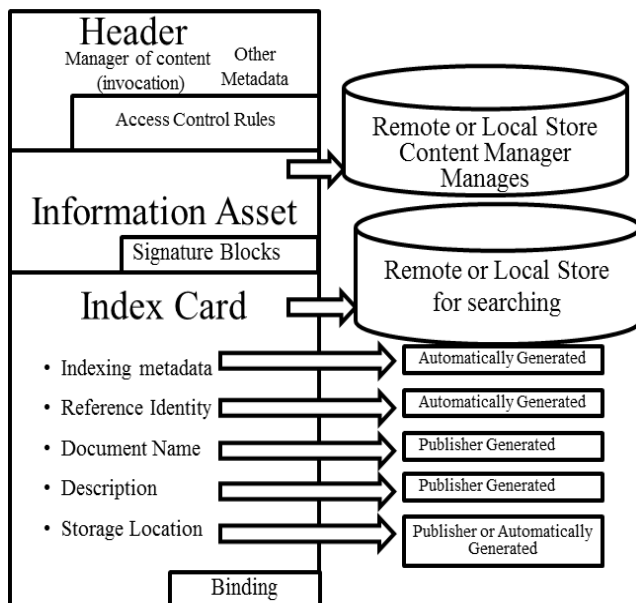 Header
Manager of content
(invocation)
Other
Metadata
Access Control Rules
Remote or Local Store
Content Manager
Manages
Information Asset
Signature Blocks
Remote or Local Store
for searching
Index Card
• Indexing metadata
Automatically Generated
• Reference Identity
Automatically Generated
• Document Name
Publisher Generated
• Description
Publisher Generated
• Storage Location
Publisher or Automatically
Generated
Binding